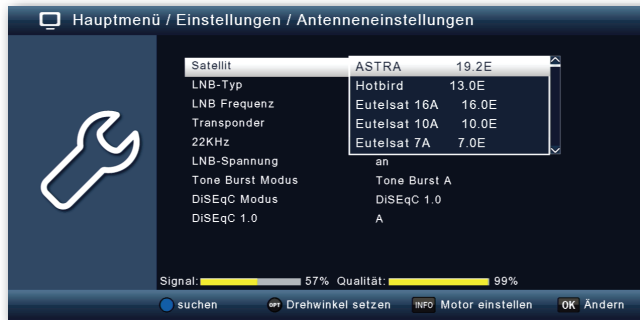 Hauptmenü / Einstellungen / Antenneneinstellungen
Satellit ASTRA 19.2E
LNB-Typ Hotbird 13.0E
LNB Frequenz Eutelsat 16A 16.0E
Transponder Eutelsat 10A 10.0E
22KHz Eutelsat 7A 7.0E
LNB-Spannung an
Tone Burst Modus Tone Burst A
DiSEqC Modus DiSEqC 1.0
DiSEqC 1.0 A
Signal: 57% Qualität: 99%
suchen OPT Drehwinkel setzen INFO Motor einstellen OK Ändern